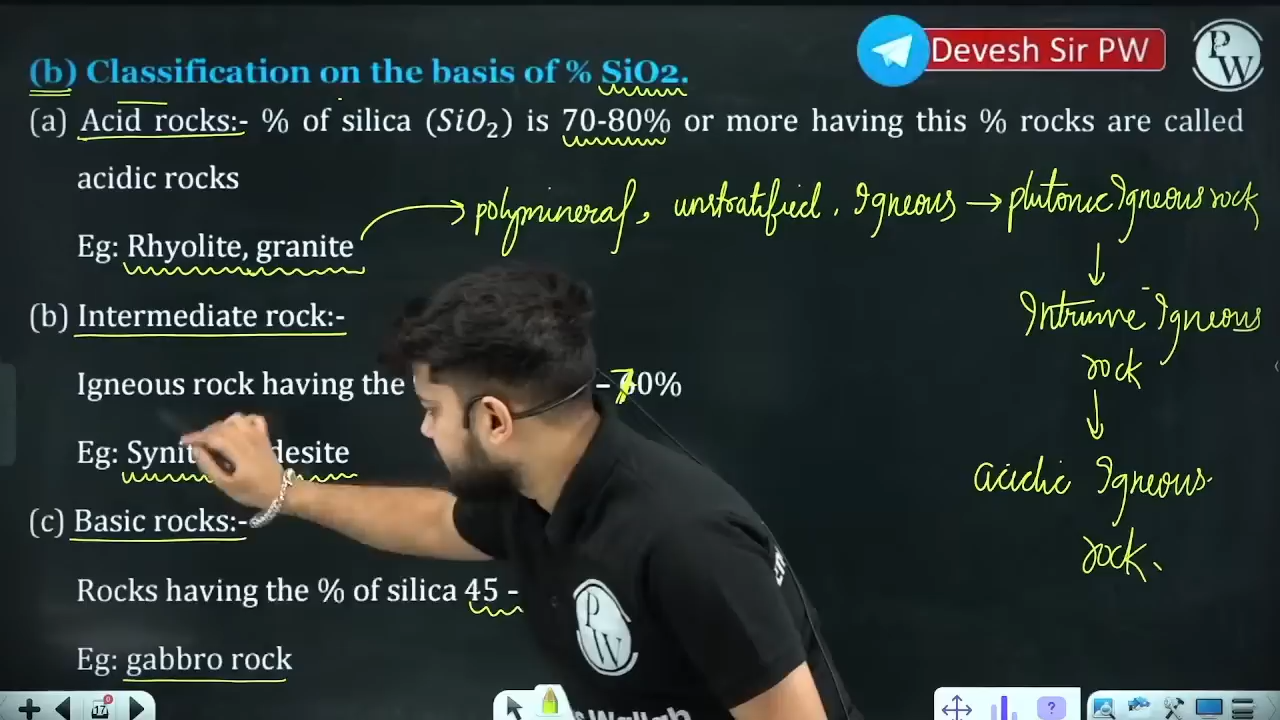 Devesh Sir PW
PW
(b) Classification on the basis of % SiO2.
(a) Acid rocks:- % of silica (SiO₂) is 70-80% or more having this % rocks are called
acidic rocks
polymineral, unstratified, Igneous → plutonic Igneous rock
Eg: Rhyolite, granite
↓
(b) Intermediate rock:-
Igneous
rock
Igneous rock having the – 60%
↓
Eg: desite
acidic Igneous
rock.
(c) Basic rocks:-
Rocks having the % of silica 45 -
PW
Eg: gabbro rock
17